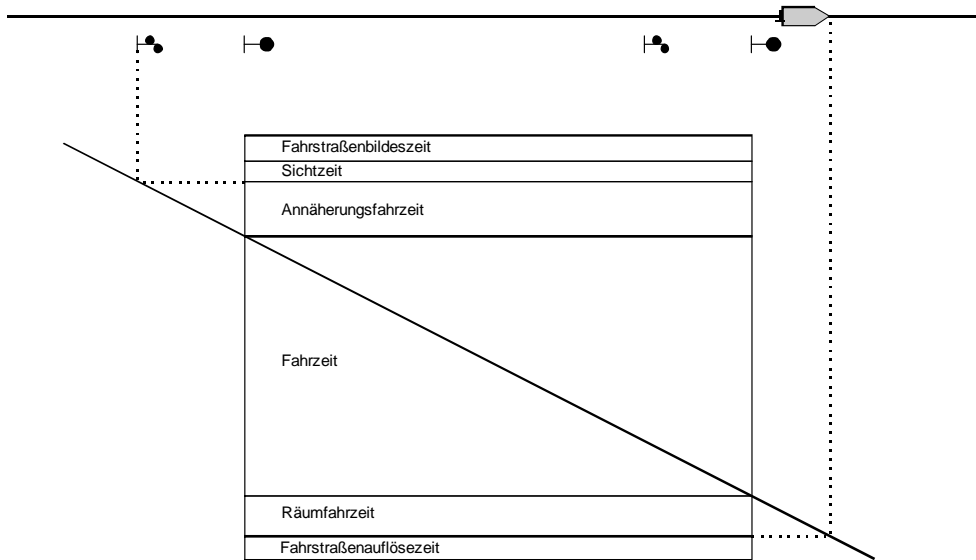 Fahrstraßenbildeszeit
Sichtzeit
Annäherungsfahrzeit
Fahrzeit
Räumfahrzeit
Fahrstraßenauflösezeit